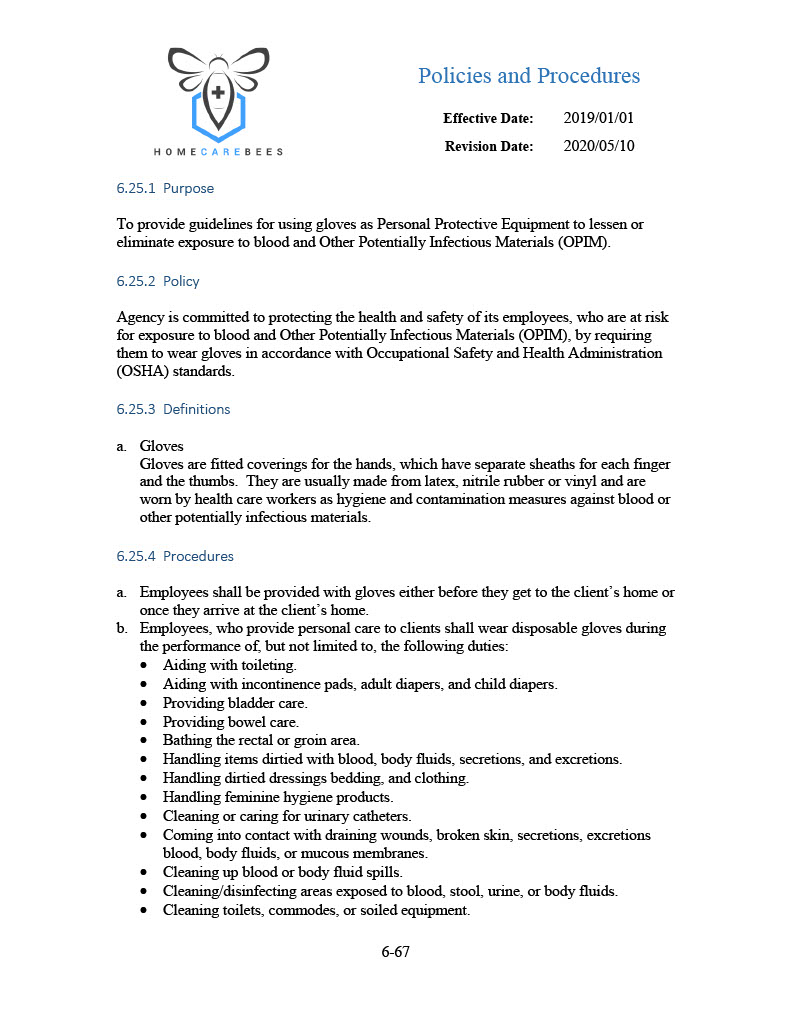 HOMECAREBEES
Policies and Procedures
Effective Date: 2019/01/01
Revision Date: 2020/05/10
6.25.1 Purpose
To provide guidelines for using gloves as Personal Protective Equipment to lessen or
eliminate exposure to blood and Other Potentially Infectious Materials (OPIM).
6.25.2 Policy
Agency is committed to protecting the health and safety of its employees, who are at risk
for exposure to blood and Other Potentially Infectious Materials (OPIM), by requiring
them to wear gloves in accordance with Occupational Safety and Health Administration
(OSHA) standards.
6.25.3 Definitions
a. Gloves
Gloves are fitted coverings for the hands, which have separate sheaths for each finger
and the thumbs. They are usually made from latex, nitrile rubber or vinyl and are
worn by health care workers as hygiene and contamination measures against blood or
other potentially infectious materials.
6.25.4 Procedures
a. Employees shall be provided with gloves either before they get to the client’s home or
once they arrive at the client’s home.
b. Employees, who provide personal care to clients shall wear disposable gloves during
the performance of, but not limited to, the following duties:
• Aiding with toileting.
• Aiding with incontinence pads, adult diapers, and child diapers.
• Providing bladder care.
• Providing bowel care.
• Bathing the rectal or groin area.
• Handling items dirtied with blood, body fluids, secretions, and excretions.
• Handling dirtied dressings bedding, and clothing.
• Handling feminine hygiene products.
• Cleaning or caring for urinary catheters.
• Coming into contact with draining wounds, broken skin, secretions, excretions
blood, body fluids, or mucous membranes.
• Cleaning up blood or body fluid spills.
• Cleaning/disinfecting areas exposed to blood, stool, urine, or body fluids.
• Cleaning toilets, commodes, or soiled equipment.
6-67